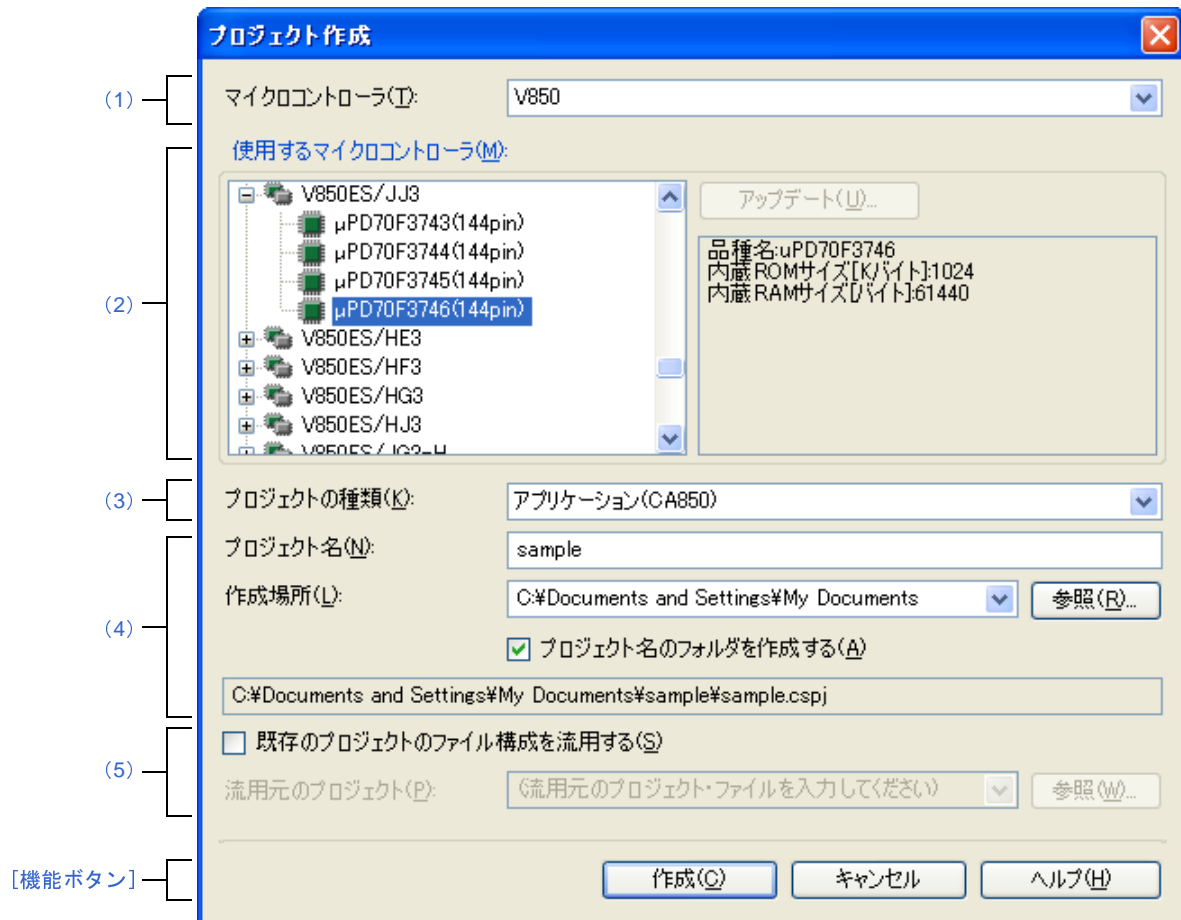 プロジェクト作成
(1)
マイクロコントローラ(T):
V850
使用するマイクロコントローラ(M):
(2)
V850ES/JJ3
µPD70F3743(144pin)
µPD70F3744(144pin)
µPD70F3745(144pin)
µPD70F3746(144pin)
V850ES/HE3
V850ES/HF3
V850ES/HG3
V850ES/HJ3
V850ES/JG3-H
アップデート(U)...
品種名:uPD70F3746
内蔵ROMサイズ[Kバイト]:1024
内蔵RAMサイズ[バイト]:61440
(3)
プロジェクトの種類(K):
アプリケーション(CA850)
(4)
プロジェクト名(N):
sample
作成場所(L):
C:¥Documents and Settings¥My Documents
参照(R)...
プロジェクト名のフォルダを作成する(A)
C:¥Documents and Settings¥My Documents¥sample¥sample.cspj
(5)
既存のプロジェクトのファイル構成を流用する(S)
流用元のプロジェクト(P):
(流用元のプロジェクト・ファイルを入力してください)
参照(W)...
[機能ボタン]
作成(C)
キャンセル
ヘルプ(H)